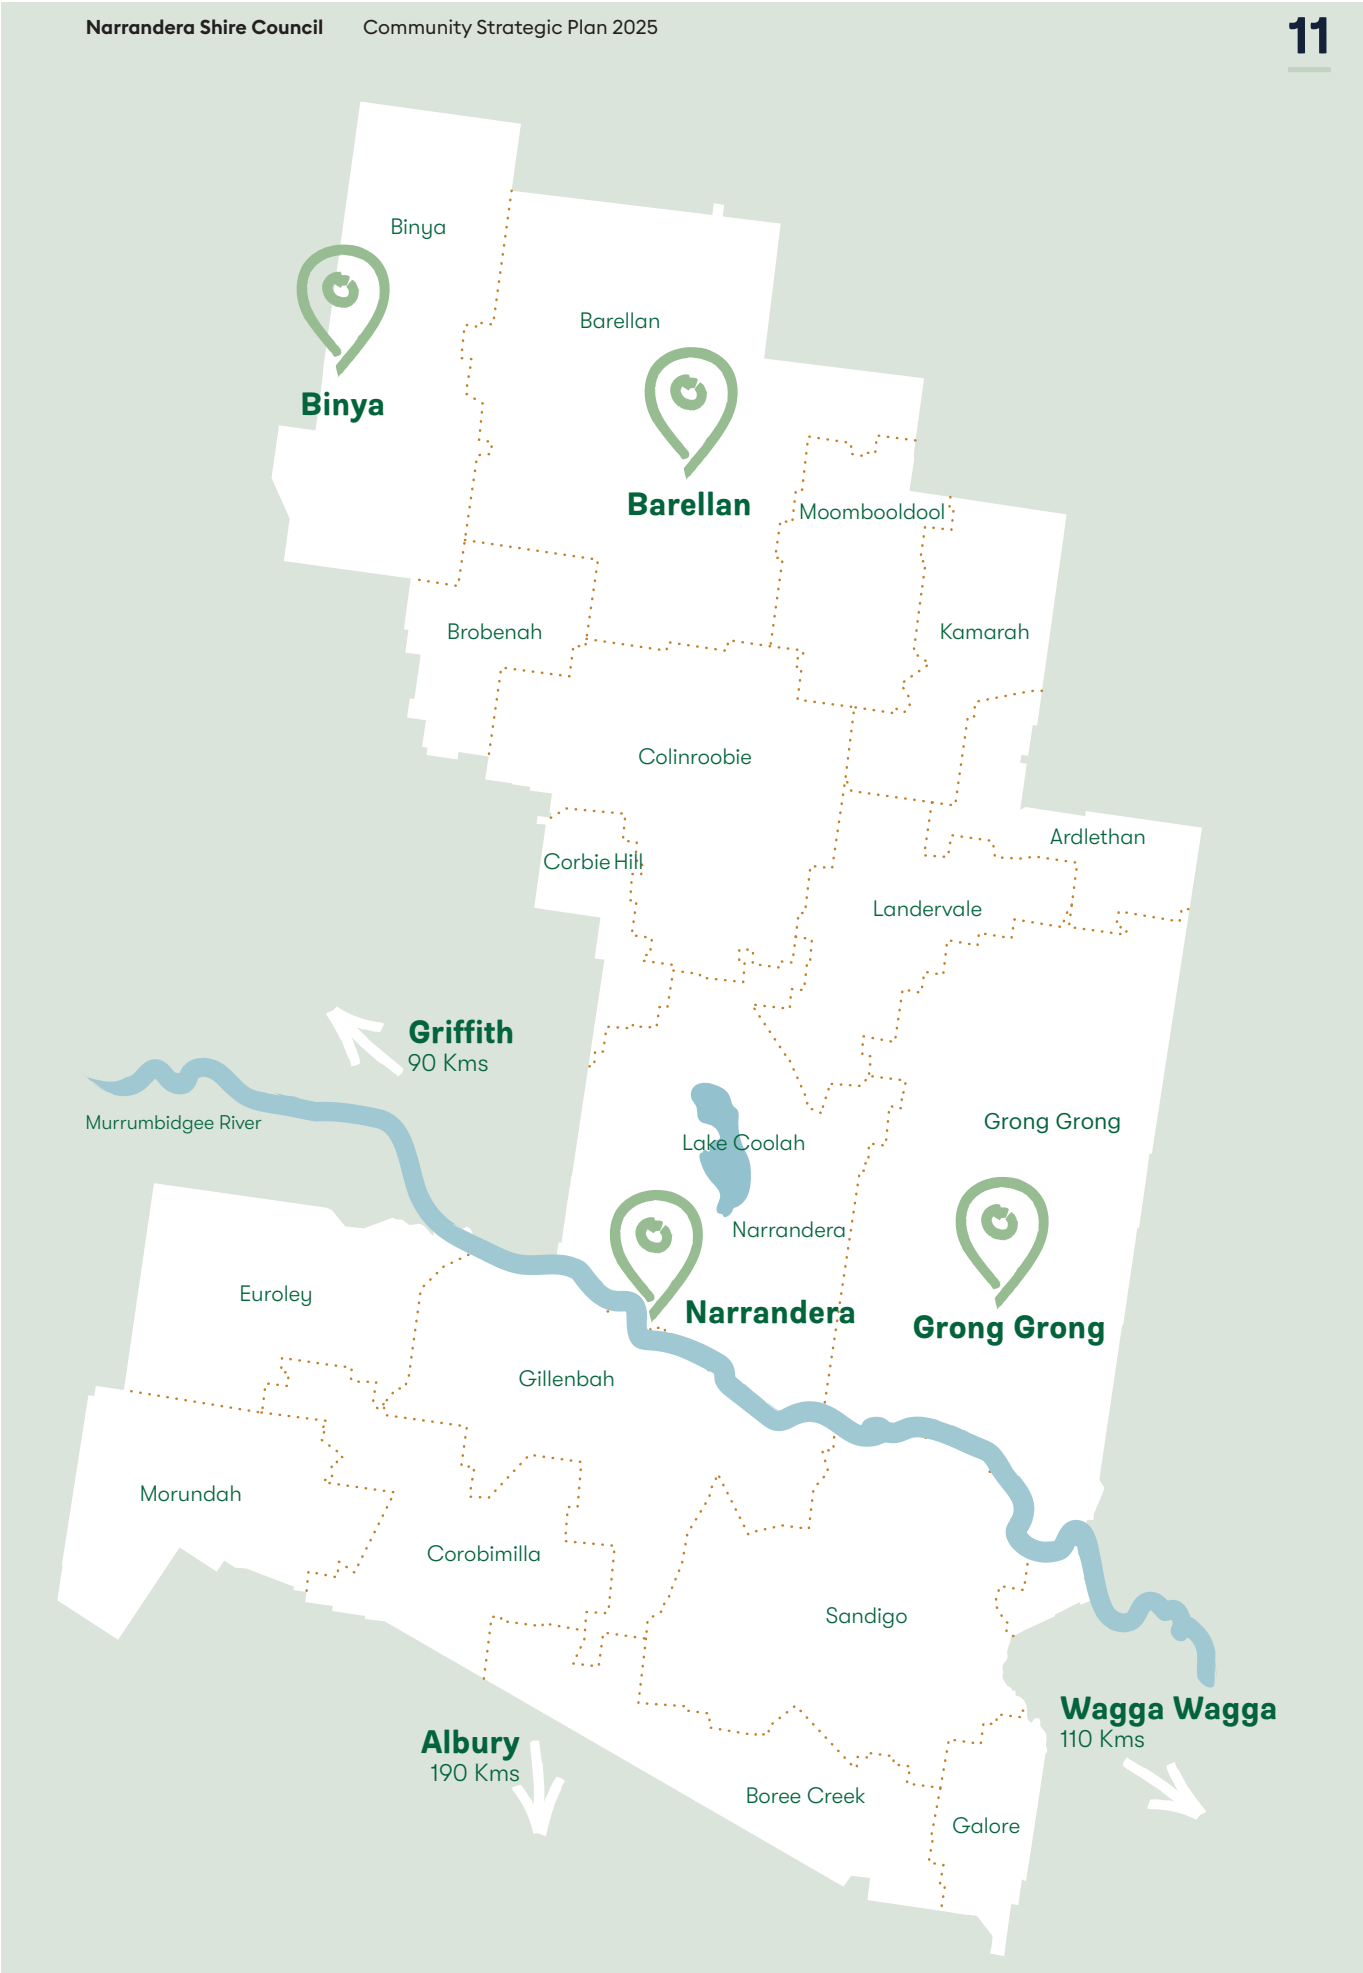 Narrandera Shire Council Community Strategic Plan 2025
11
Binya
Binya
Barellan
Barellan
Moombooldool
Brobenah
Kamarah
Colinroobie
Ardlethan
Corbie Hill
Landervale
Griffith
90 Kms
Murrumbidgee River
Grong Grong
Lake Coolah
Narrandera
Euroley
Narrandera
Grong Grong
Gillenbah
Morundah
Corobimilla
Sandigo
Wagga Wagga
110 Kms
Albury
190 Kms
Boree Creek
Galore